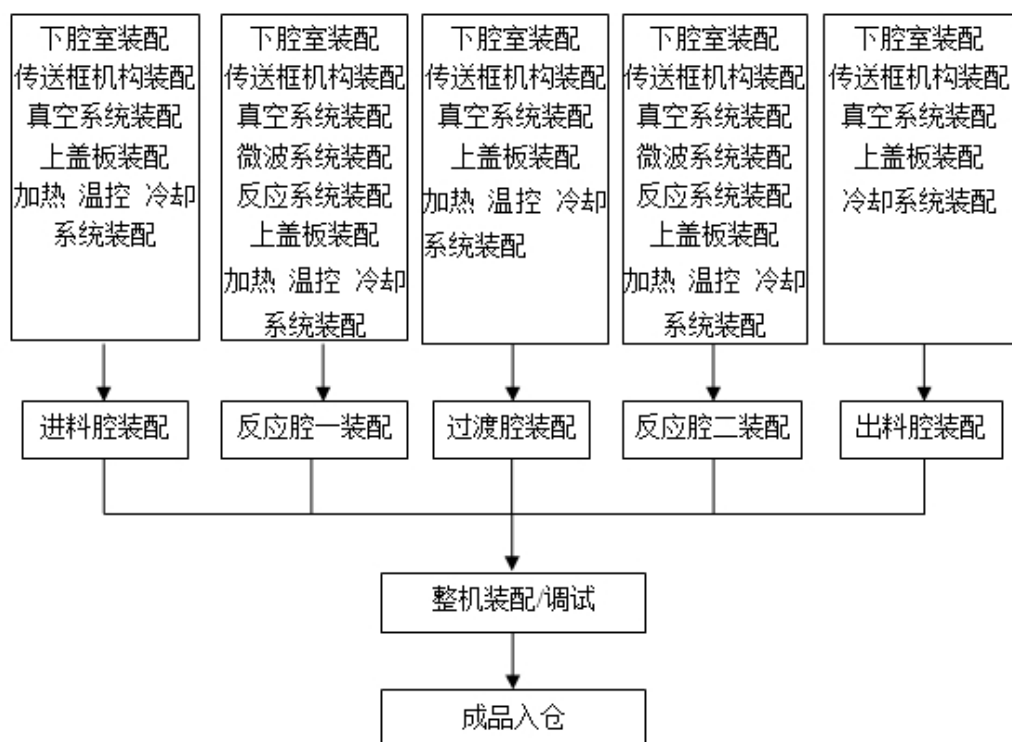 下腔室装配
传送框机构装配
真空系统装配
上盖板装配
加热 温控 冷却
系统装配
下腔室装配
传送框机构装配
真空系统装配
微波系统装配
反应系统装配
上盖板装配
加热 温控 冷却
系统装配
下腔室装配
传送框机构装配
真空系统装配
上盖板装配
加热 温控 冷却
系统装配
下腔室装配
传送框机构装配
真空系统装配
微波系统装配
反应系统装配
上盖板装配
加热 温控 冷却
系统装配
下腔室装配
传送框机构装配
真空系统装配
上盖板装配
冷却系统装配
进料腔装配
反应腔一装配
过渡腔装配
反应腔二装配
出料腔装配
整机装配/调试
成品入仓